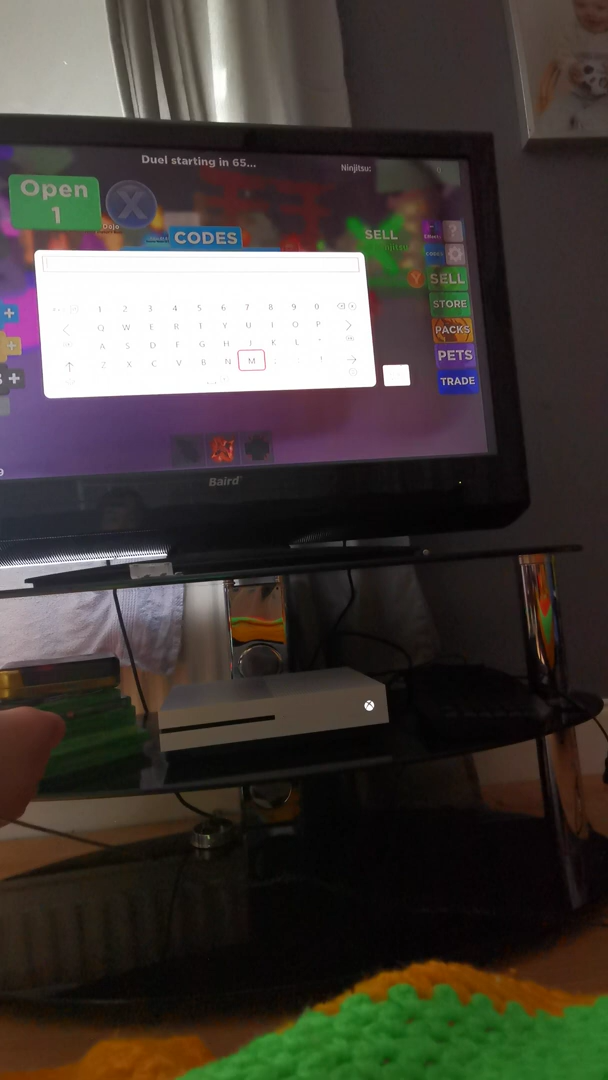 Duel starting in 65...
Ninjitsu:
Open
1
X
Dojo
CODES
SELL
?
Y SELL
STORE
PACKS
PETS
TRADE
1 2 3 4 5 6 7 8 9 0
Q W E R T Y U I O P
A S D F G H J K L
Z X C V B N M
Baird